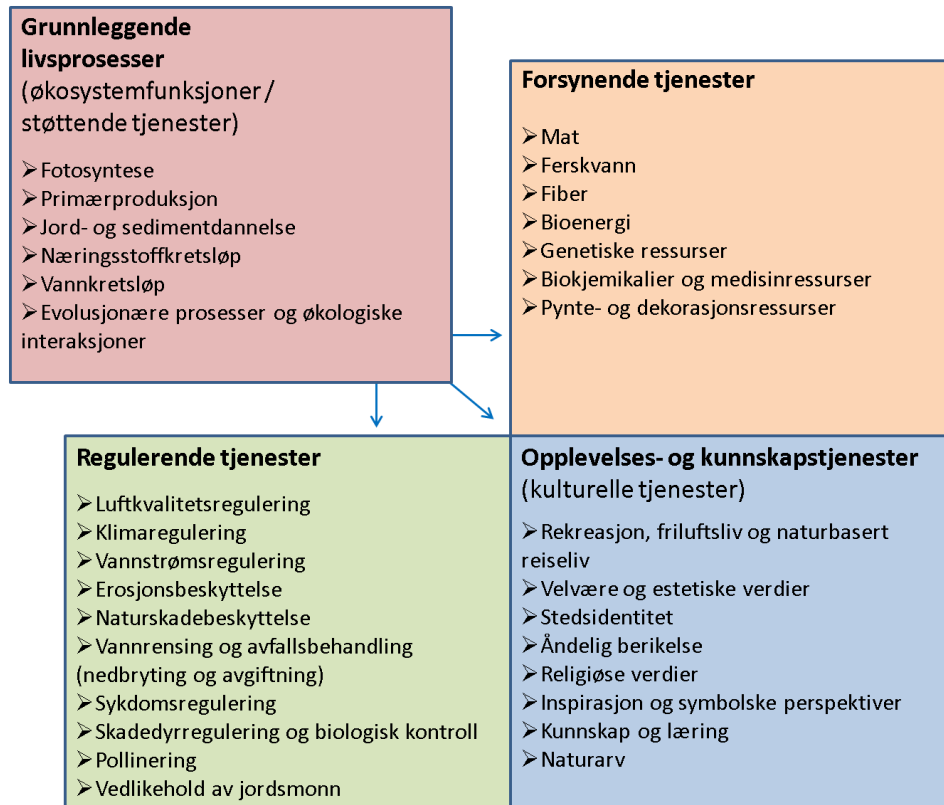 Grunnleggende
livsprosesser
(økosystemfunksjoner /
støttende tjenester)
➢Fotosyntese
➢Primærproduksjon
➢Jord- og sedimentdannelse
➢Næringsstoffkretsløp
➢Vannkretsløp
➢Evolusjonære prosesser og økologiske
interaksjoner
Forsynende tjenester
➢Mat
➢Ferskvann
➢Fiber
➢Bioenergi
➢Genetiske ressurser
➢Biokjemikalier og medisinressurser
➢Pynte- og dekorasjonsressurser
Regulerende tjenester
➢Luftkvalitetsregulering
➢Klimaregulering
➢Vannstrømsregulering
➢Erosjonsbeskyttelse
➢Naturskadebeskyttelse
➢Vannrensing og avfallsbehandling
(nedbryting og avgiftning)
➢Sykdomsregulering
➢Skadedyrregulering og biologisk kontroll
➢Pollinering
➢Vedlikehold av jordsmonn
Opplevelses- og kunnskapstjenester
(kulturelle tjenester)
➢Rekreasjon, friluftsliv og naturbasert
reiseliv
➢Velvære og estetiske verdier
➢Stedsidentitet
➢Åndelig berikelse
➢Religiøse verdier
➢Inspirasjon og symbolske perspektiver
➢Kunnskap og læring
➢Naturarv